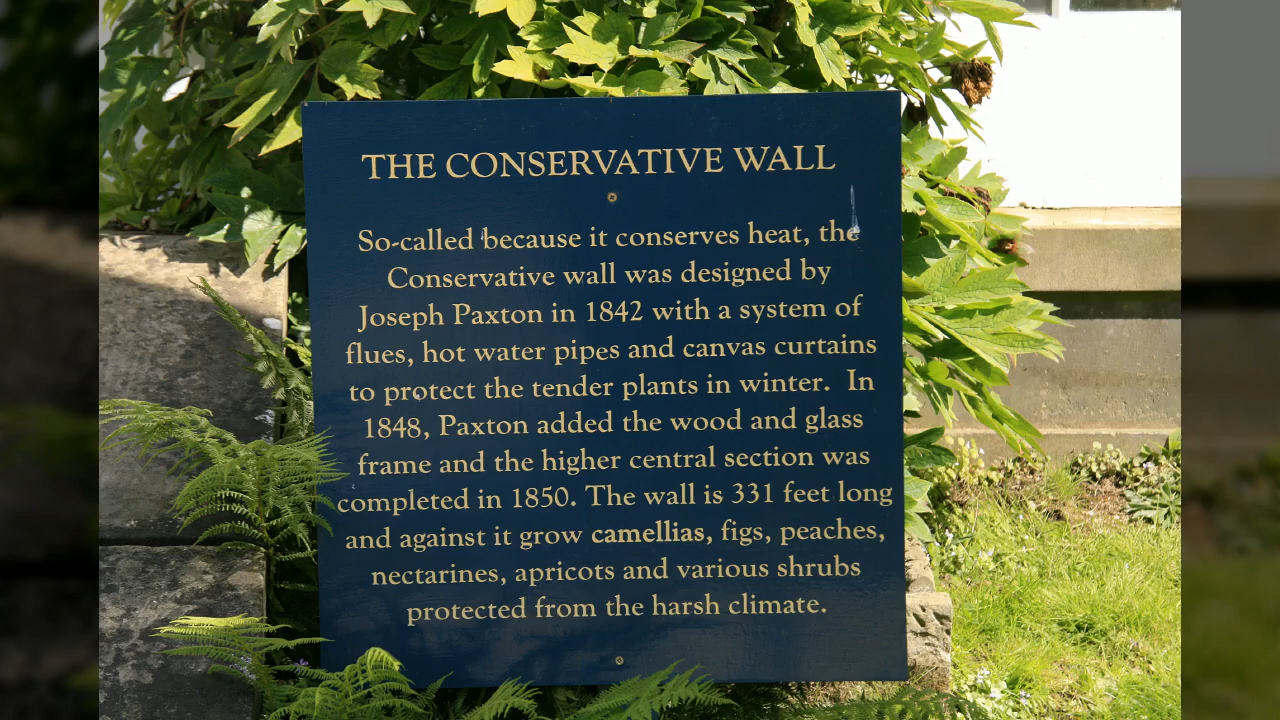 THE CONSERVATIVE WALL
So-called because it conserves heat, the
Conservative wall was designed by
Joseph Paxton in 1842 with a system of
flues, hot water pipes and canvas curtains
to protect the tender plants in winter.  In
1848, Paxton added the wood and glass
frame and the higher central section was
completed in 1850. The wall is 331 feet long
and against it grow camellias, figs, peaches,
nectarines, apricots and various shrubs
protected from the harsh climate.